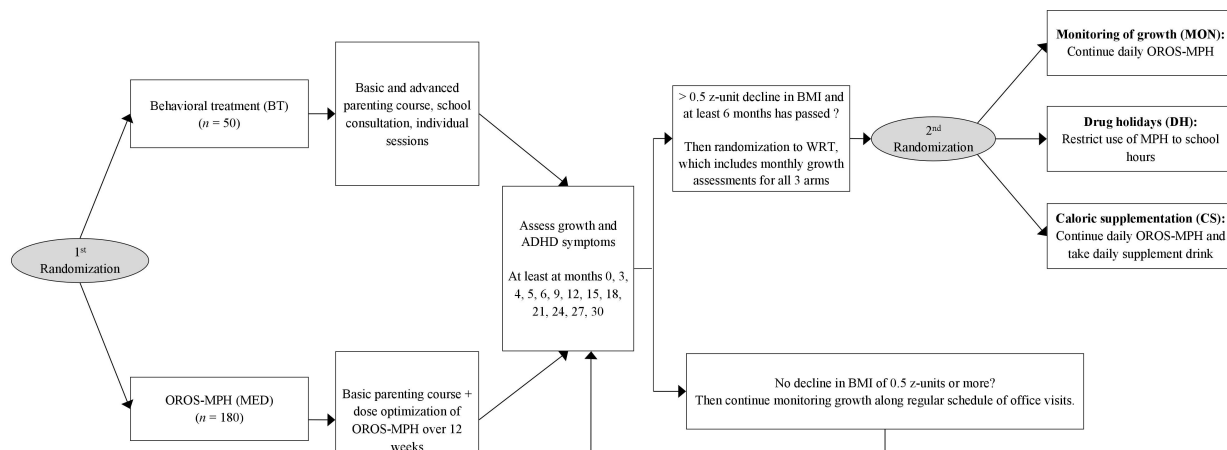 1st
Randomization
Behavioral treatment (BT)
(n = 50)
OROS-MPH (MED)
(n = 180)
Basic and advanced
parenting course, school
consultation, individual
sessions
Basic parenting course +
dose optimization of
OROS-MPH over 12
weeks
Assess growth and
ADHD symptoms
At least at months 0, 3,
4, 5, 6, 9, 12, 15, 18,
21, 24, 27, 30
> 0.5 z-unit decline in BMI and
at least 6 months has passed ?
Then randomization to WRT,
which includes monthly growth
assessments for all 3 arms
No decline in BMI of 0.5 z-units or more?
Then continue monitoring growth along regular schedule of office visits.
2nd
Randomization
Monitoring of growth (MON):
Continue daily OROS-MPH
Drug holidays (DH):
Restrict use of MPH to school
hours
Caloric supplementation (CS):
Continue daily OROS-MPH and
take daily supplement drink